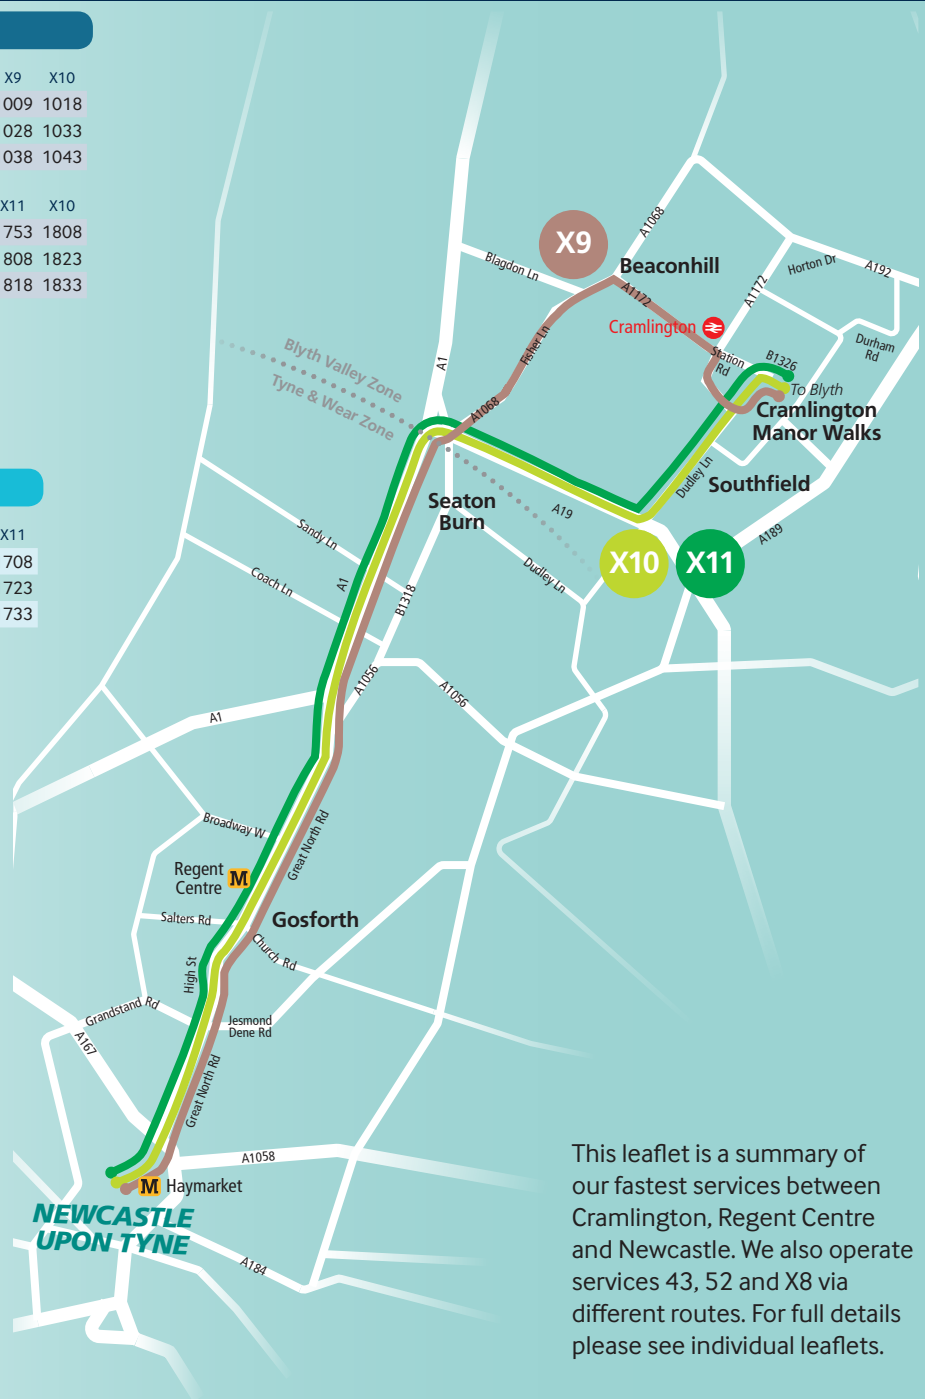 X9 X10
009 1018
028 1033
038 1043
X11 X10
753 1808
808 1823
818 1833
X11
708
723
733
X9
A1068
Beaconhill
Blagdon Ln
A1172
Horton Dr
A192
A1172
Cramlington
Fisher Ln
Station
Rd
B1326
Durham
Rd
Blyth Valley Zone
Tyne & Wear Zone
A1
A1068
To Blyth
Cramlington
Manor Walks
Dudley Ln
Southfield
Seaton
Burn
A19
A189
X10
X11
Sandy Ln
Coach Ln
A1
B1318
Dudley Ln
A1056
A1056
A1
Broadway W
Great North Rd
Regent
Centre
M
Salters Rd
Gosforth
Church Rd
High St
Grandstand Rd
Jesmond
Dene Rd
A167
Great North Rd
A1058
M
Haymarket
NEWCASTLE
UPON TYNE
A184
This leaflet is a summary of
our fastest services between
Cramlington, Regent Centre
and Newcastle. We also operate
services 43, 52 and X8 via
different routes. For full details
please see individual leaflets.